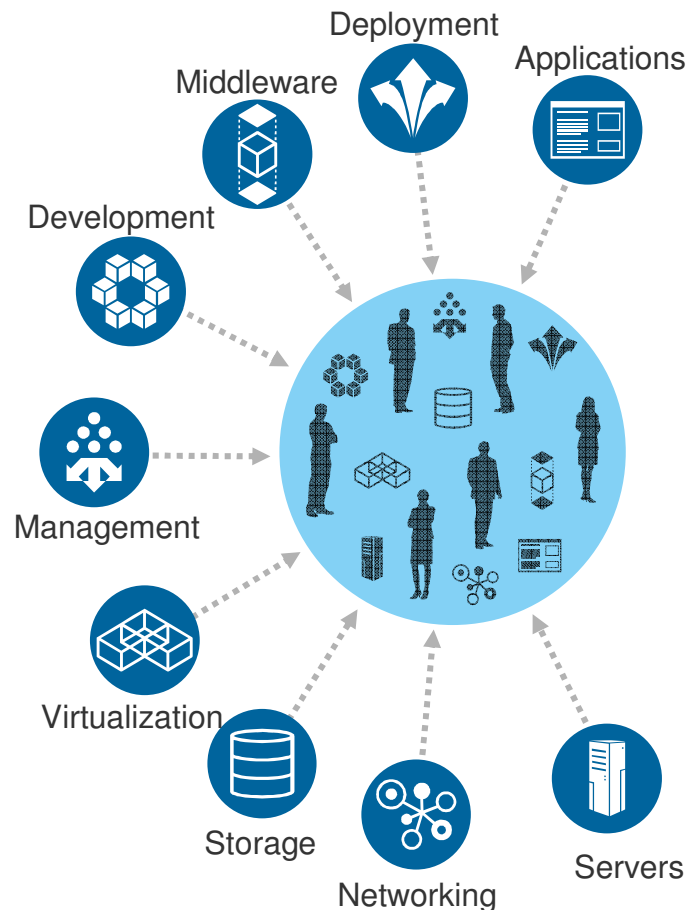 Deployment
Applications
Middleware
Development
Management
Virtualization
Storage
Servers
Networking